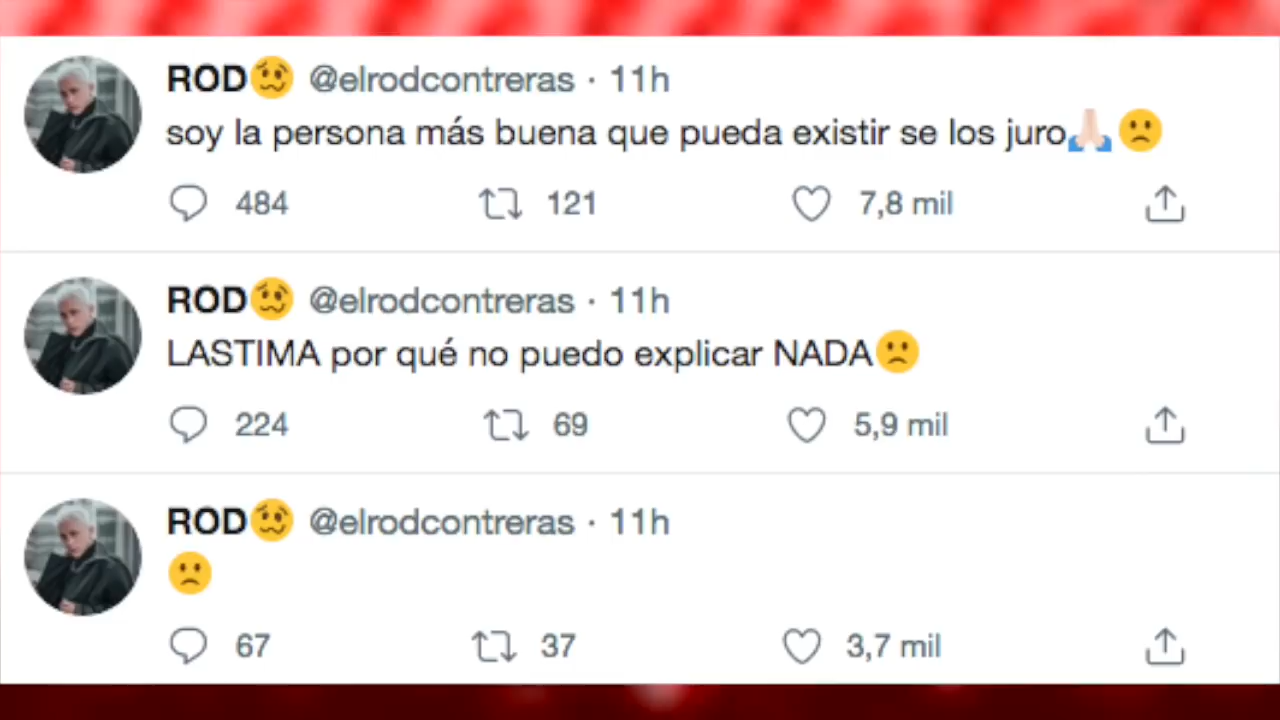 ROD🥴 @elrodcontreras · 11h
soy la persona más buena que pueda existir se los juro🙏🏻🙁
484 121 7,8 mil
ROD🥴 @elrodcontreras · 11h
LASTIMA por qué no puedo explicar NADA🙁
224 69 5,9 mil
ROD🥴 @elrodcontreras · 11h
🙁
67 37 3,7 mil